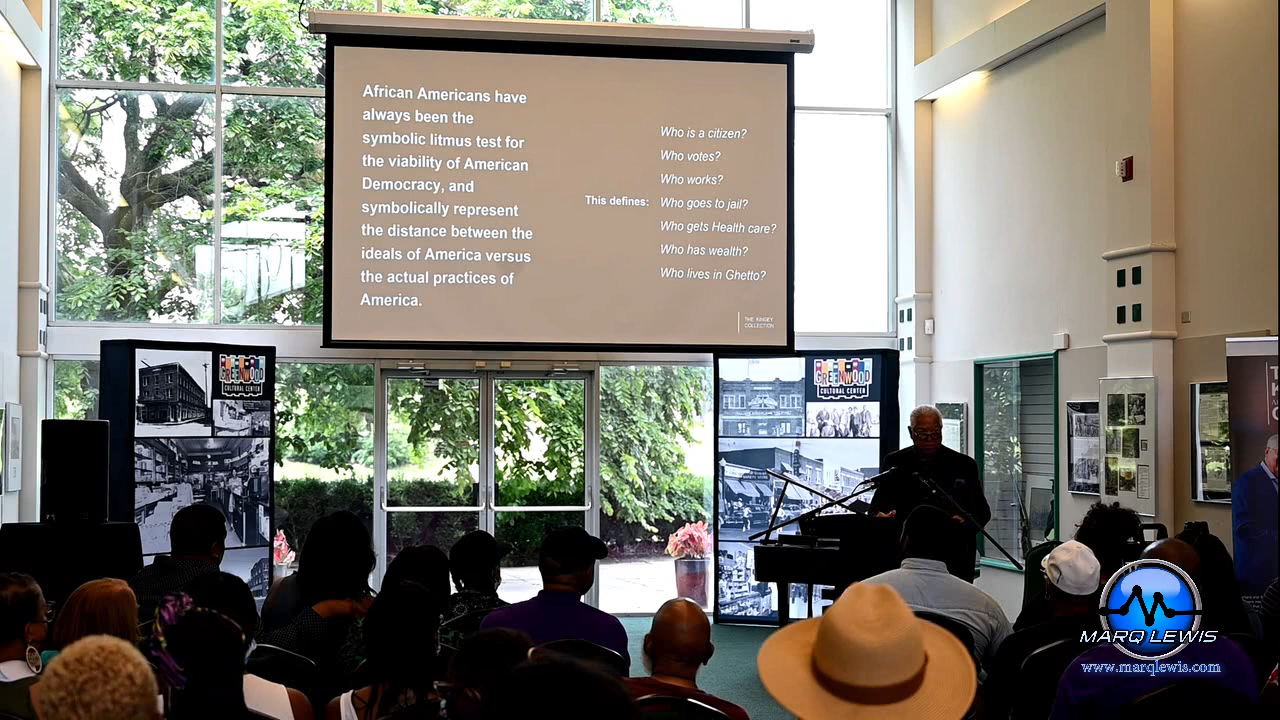 African Americans have
always been the
symbolic litmus test for
the viability of American
Democracy, and
symbolically represent
the distance between the
ideals of America versus
the actual practices of
America.
This defines:
Who is a citizen?
Who votes?
Who works?
Who goes to jail?
Who gets Health care?
Who has wealth?
Who lives in Ghetto?
THE KINSEY
COLLECTION
GREENWOOD
CULTURAL CENTER
GREENWOOD
CULTURAL CENTER
MARQ LEWIS
www.marqlewis.com